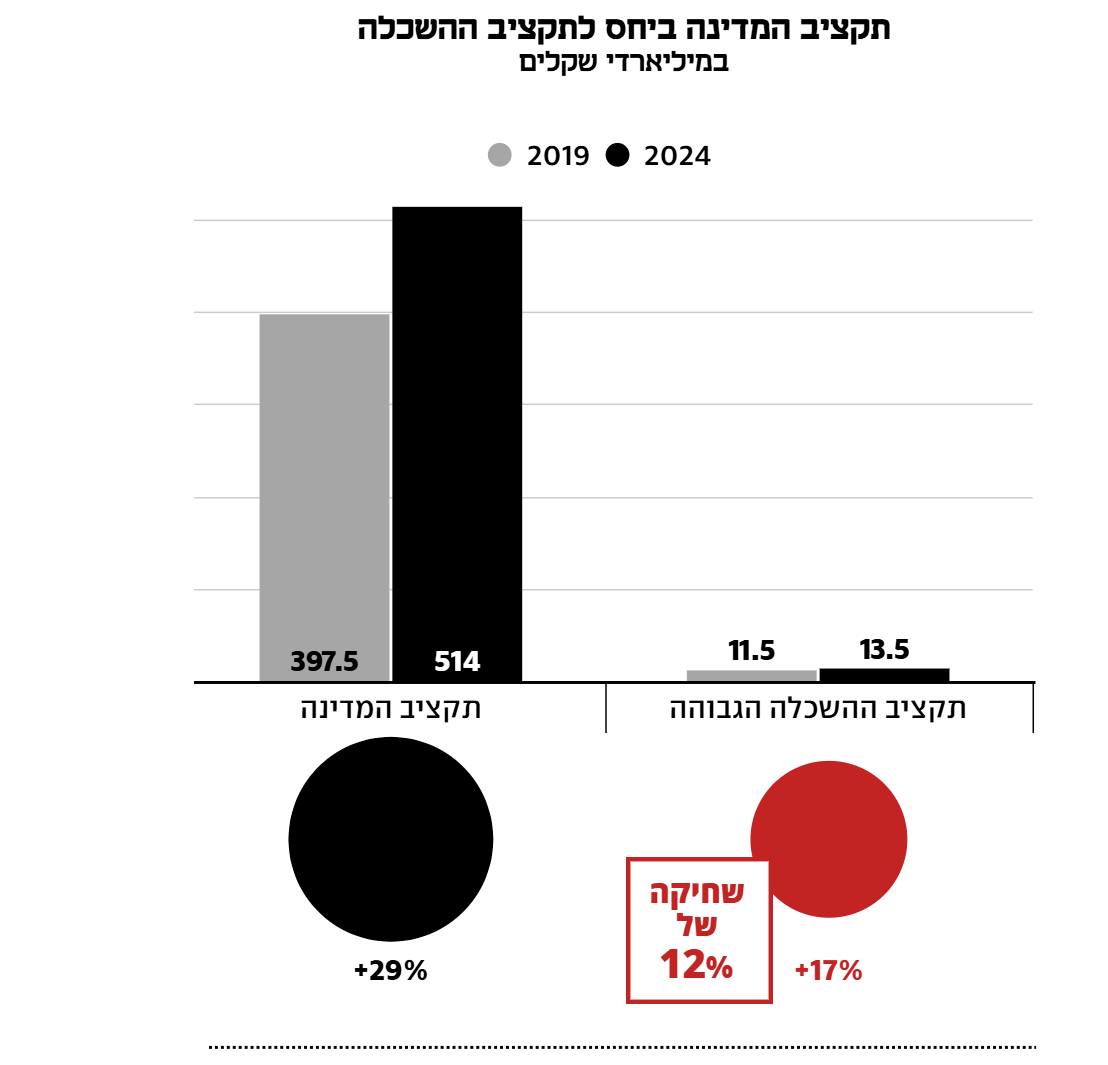 תקציב המדינה ביחס לתקציב ההשכלה
במיליארדי שקלים
2019 2024
397.5 514 11.5 13.5
תקציב המדינה תקציב ההשכלה הגבוהה
שחיקה
של
12%
+29% +17%